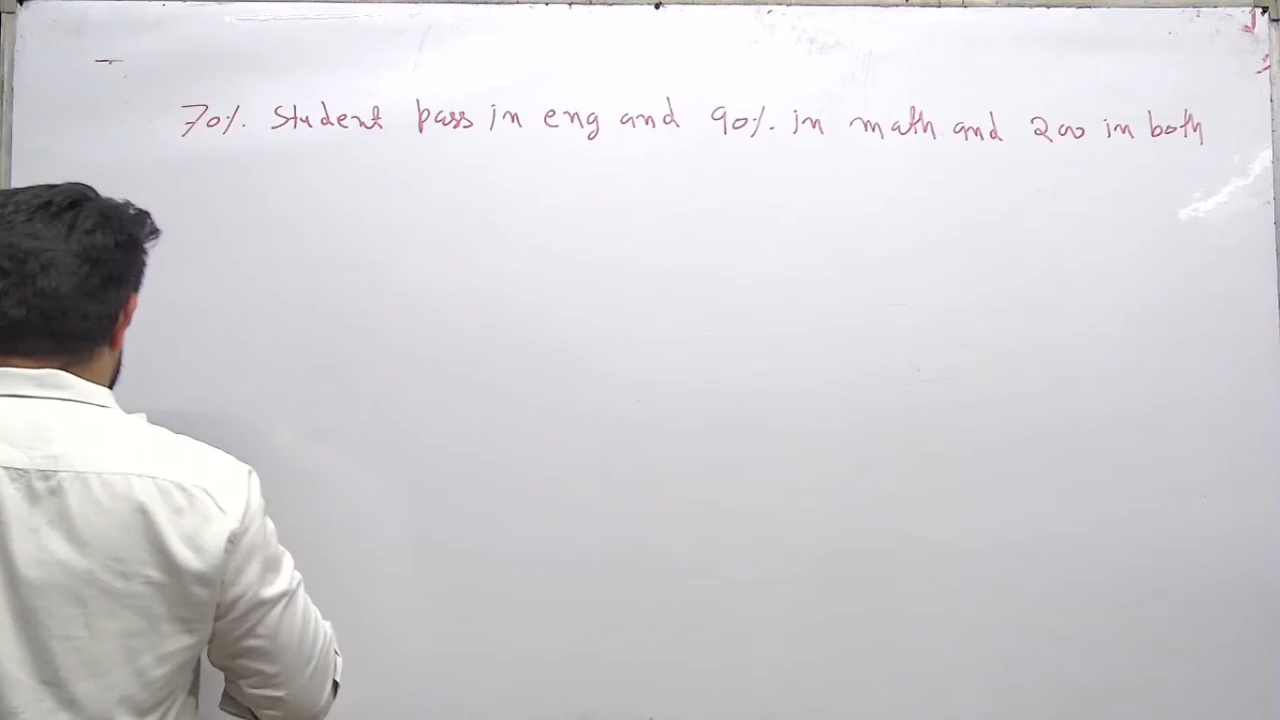 70% Student pass in eng and 90% in math and 200 in both